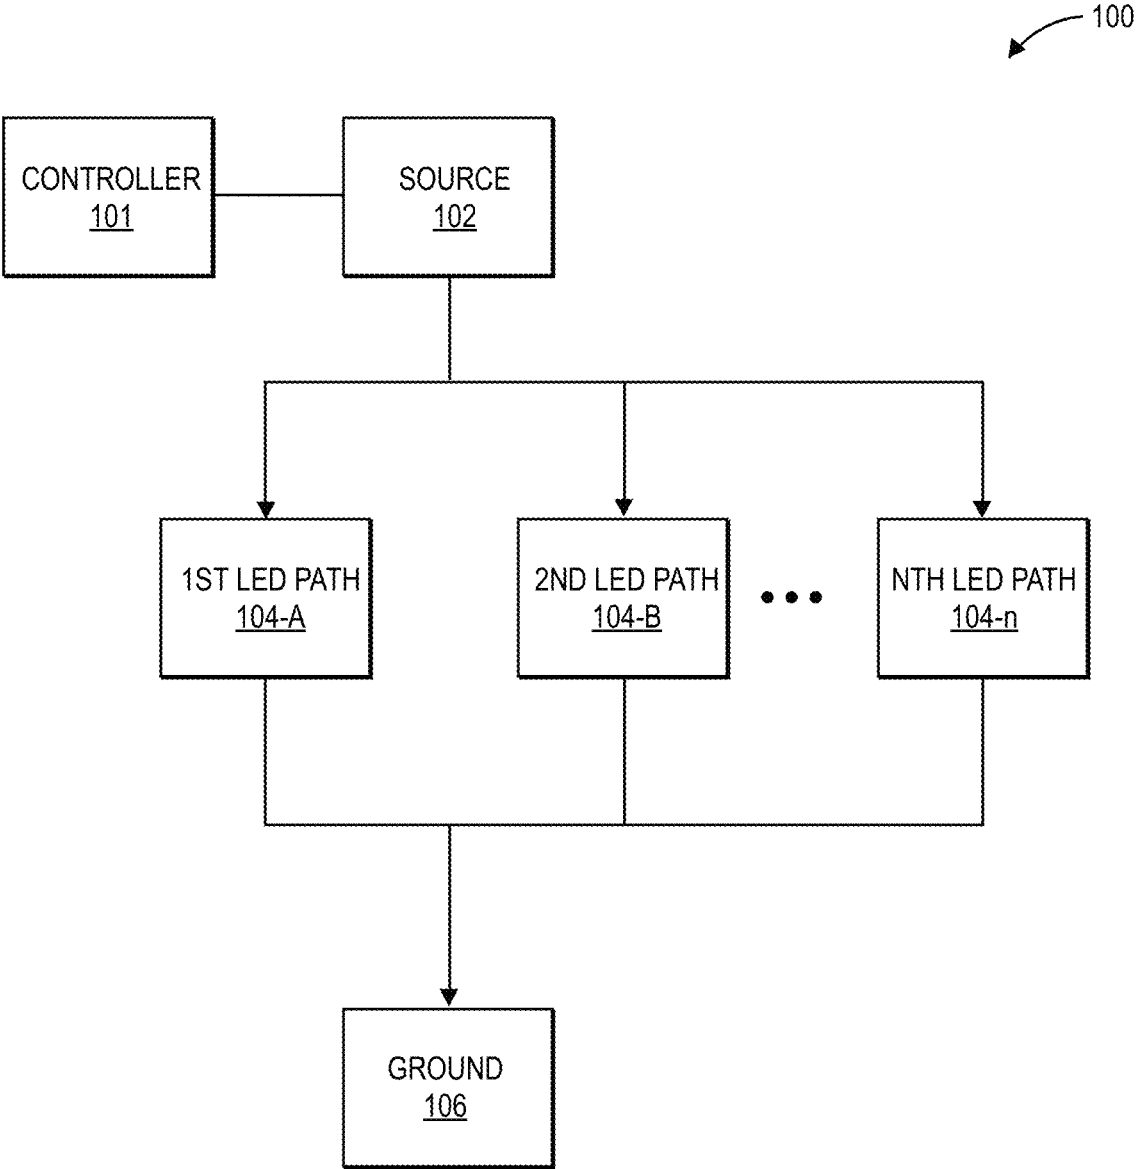 100
CONTROLLER
101
SOURCE
102
1ST LED PATH
104-A
2ND LED PATH
104-B
NTH LED PATH
104-n
GROUND
106